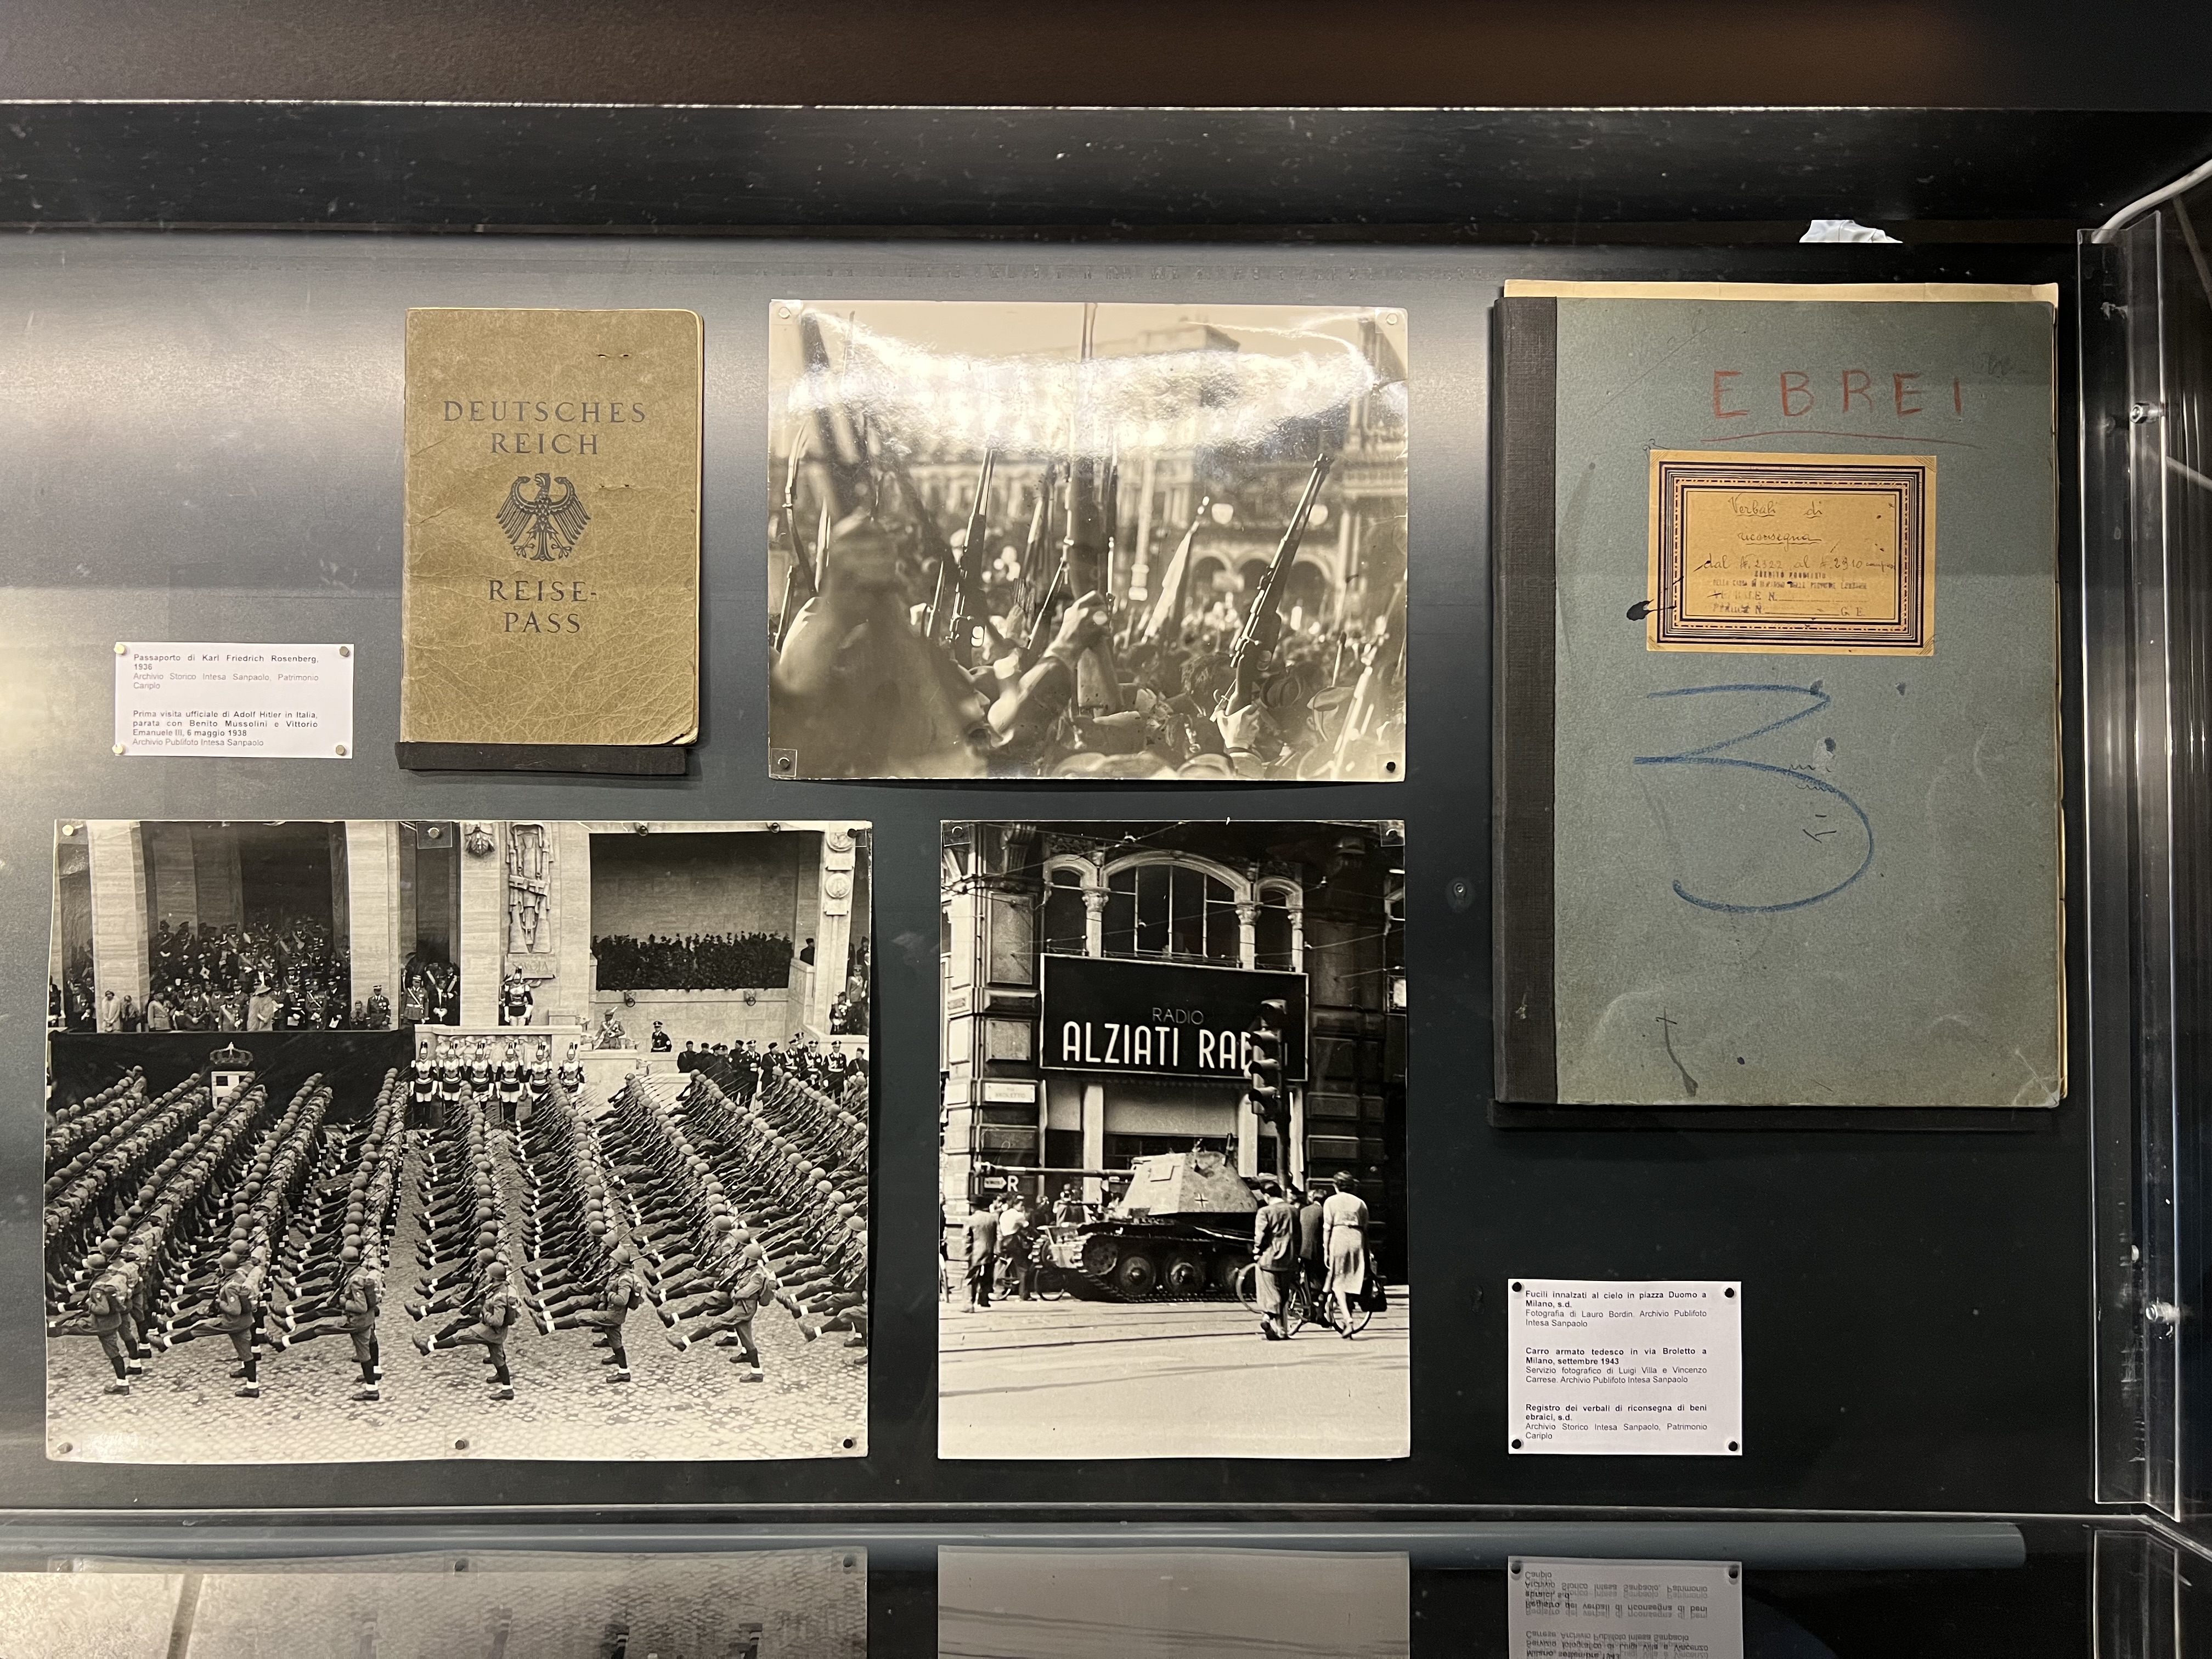 DEUTSCHES
REICH
REISE-
PASS
EBREI
Verbali di
riconsegna
dal N. 2322 al N. 2910
G. E.
3
Passaporto di Karl Friedrich Rosenberg,
1936
Archivio Storico Intesa Sanpaolo, Patrimonio
Cariplo
Prima visita ufficiale di Adolf Hitler in Italia,
parata con Benito Mussolini e Vittorio
Emanuele III, 6 maggio 1938
Archivio Publifoto Intesa Sanpaolo
RADIO
ALZIATI RAD
R
Fucili innalzati al cielo in piazza Duomo a
Milano, s.d.
Fotografia di Lauro Bordin. Archivio Publifoto
Intesa Sanpaolo
Carro armato tedesco in via Broletto a
Milano, settembre 1943
Servizio fotografico di Luigi Villa e Vincenzo
Carrese. Archivio Publifoto Intesa Sanpaolo
Registro dei verbali di riconsegna di beni
ebraici, s.d.
Archivio Storico Intesa Sanpaolo, Patrimonio
Cariplo